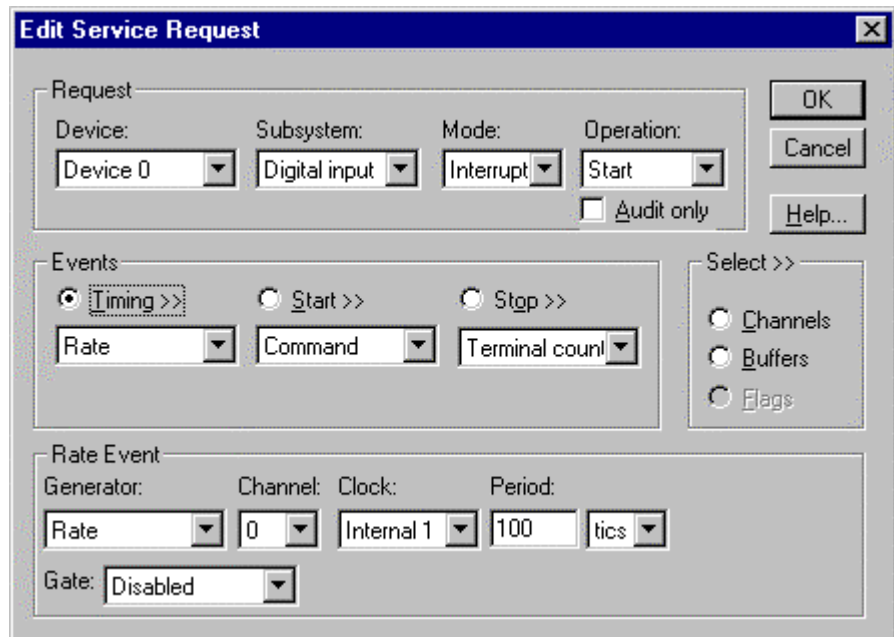 Edit Service Request
Request
OK
Device: Subsystem: Mode: Operation:
Device 0 Digital input Interrupt Start
Cancel
Audit only
Help...
Events
Select >>
Timing >> Start >> Stop >>
Channels
Rate Command Terminal count
Buffers
Flags
Rate Event
Generator: Channel: Clock: Period:
Rate 0 Internal 1 100 tics
Gate: Disabled